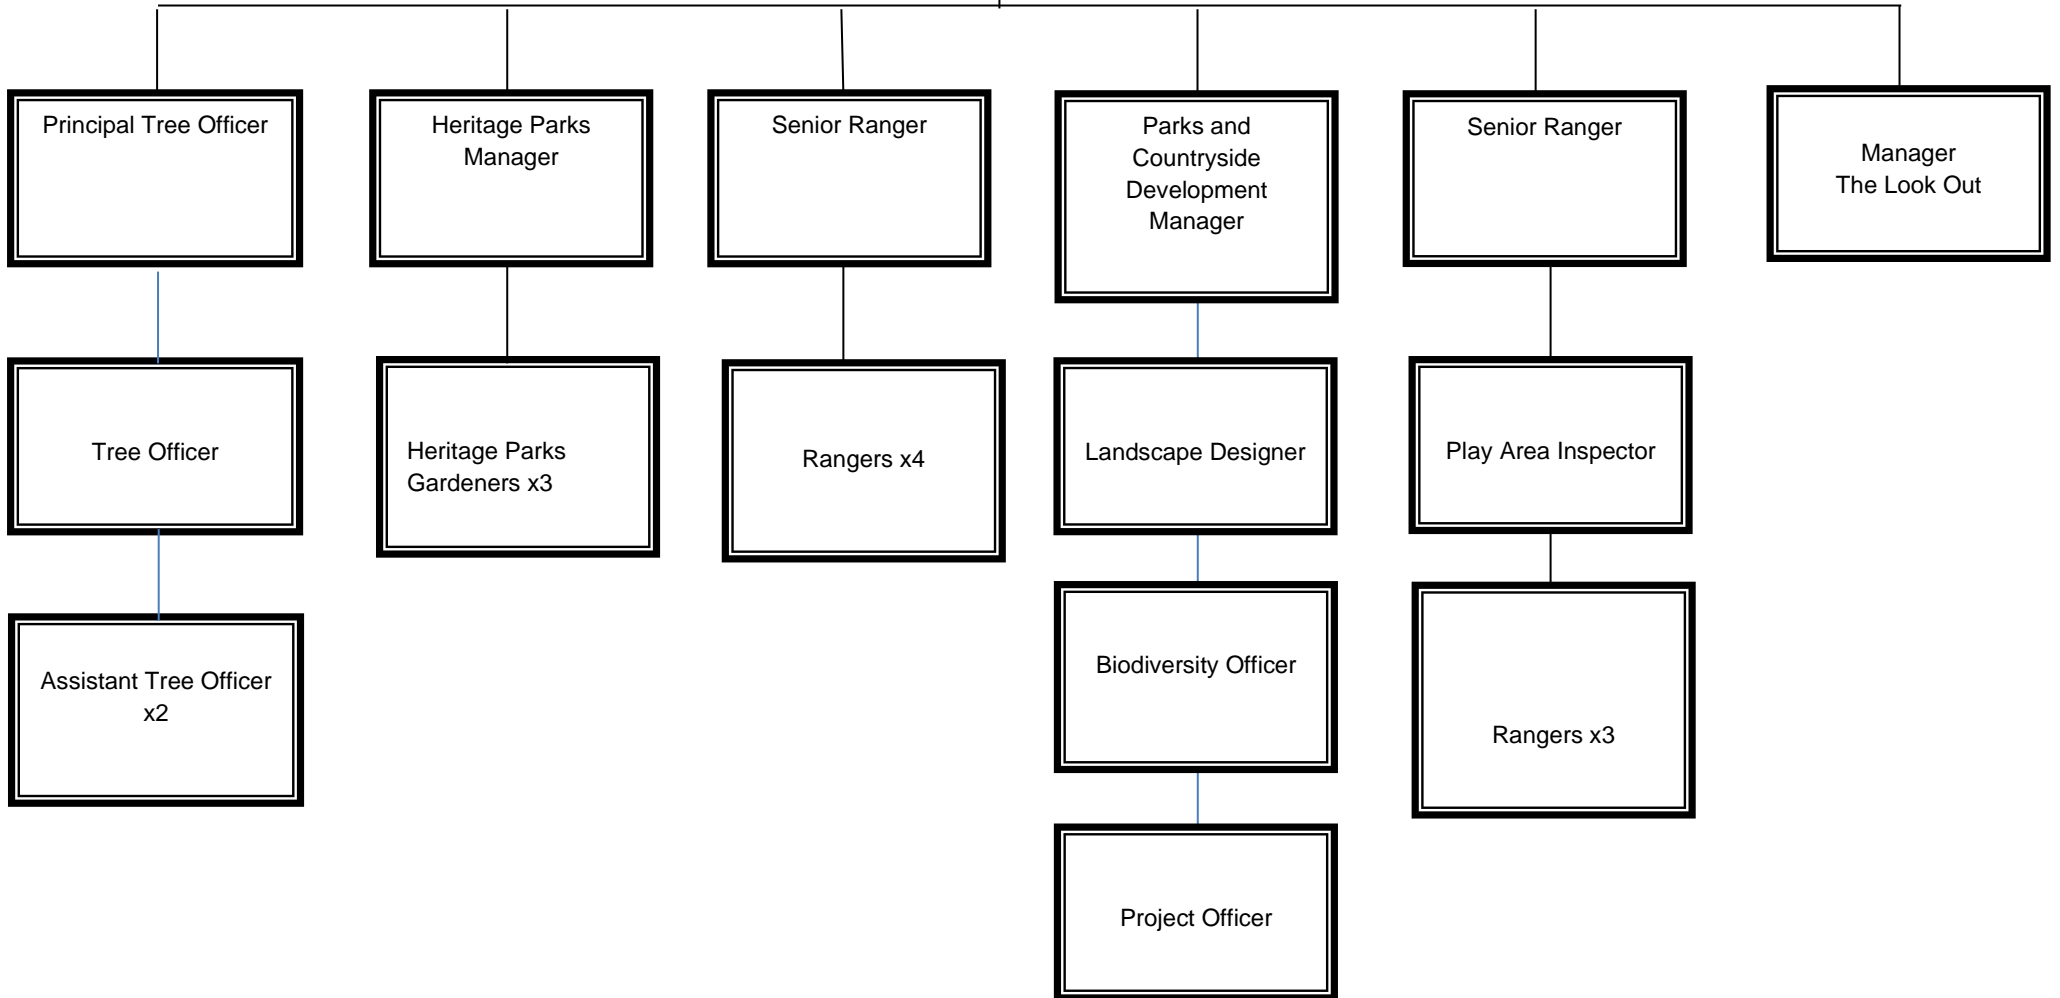 Principal Tree Officer
Heritage Parks
Manager
Senior Ranger
Parks and
Countryside
Development
Manager
Senior Ranger
Manager
The Look Out
Tree Officer
Heritage Parks
Gardeners x3
Rangers x4
Landscape Designer
Play Area Inspector
Assistant Tree Officer
x2
Biodiversity Officer
Rangers x3
Project Officer